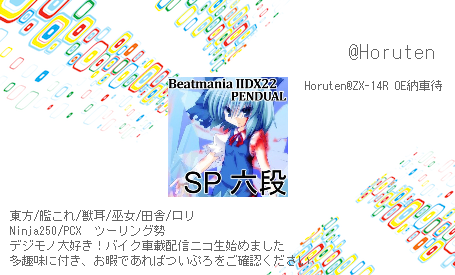 @Horuten
Horuten@ZX-14R OE納車待
Beatmania IIDX22
PENDUAL
SP 六段
東方/艦これ/獣耳/巫女/田舎/ロリ
Ninja250/PCX　ツーリング勢
デジモノ大好き！バイク車載配信ニコ生始めました
多趣味に付き、お暇であればついぷろをご確認ください